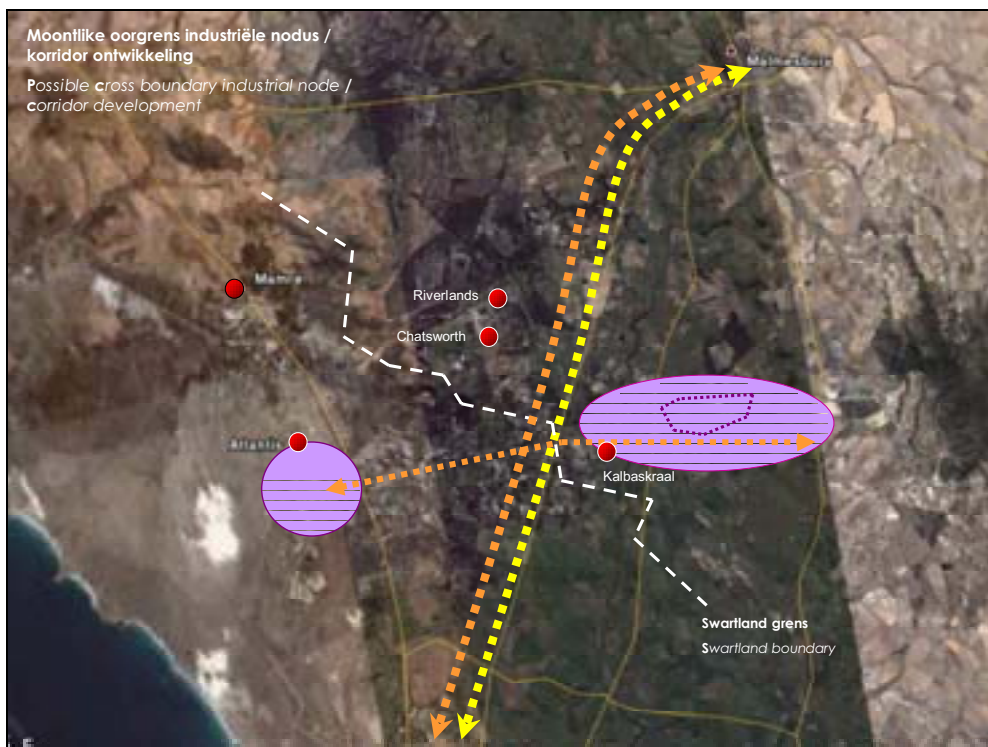 Moontlike oorgrens industriële nodus /
korridor ontwikkeling
Possible cross boundary industrial node /
corridor development
Malmesbury
Mamre
Riverlands
Chatsworth
Atlantis
Kalbaskraal
Swartland grens
Swartland boundary